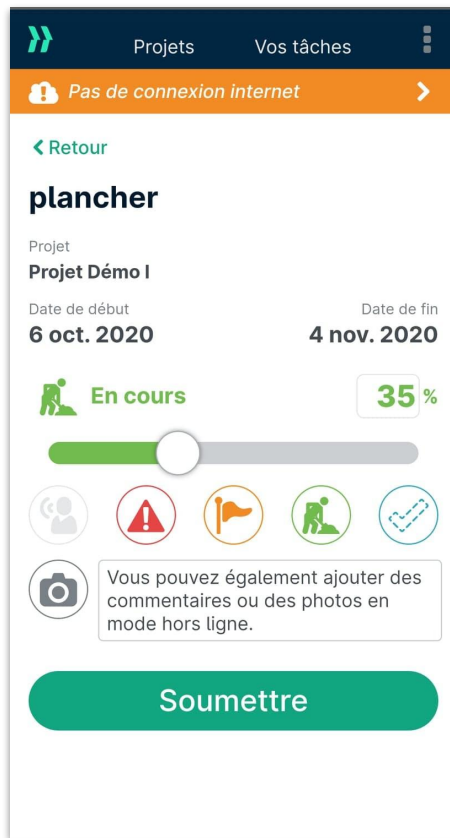 Projets Vos tâches
Pas de connexion internet
Retour
plancher
Projet
Projet Démo I
Date de début Date de fin
6 oct. 2020 4 nov. 2020
En cours 35 %
Vous pouvez également ajouter des
commentaires ou des photos en
mode hors ligne.
Soumettre